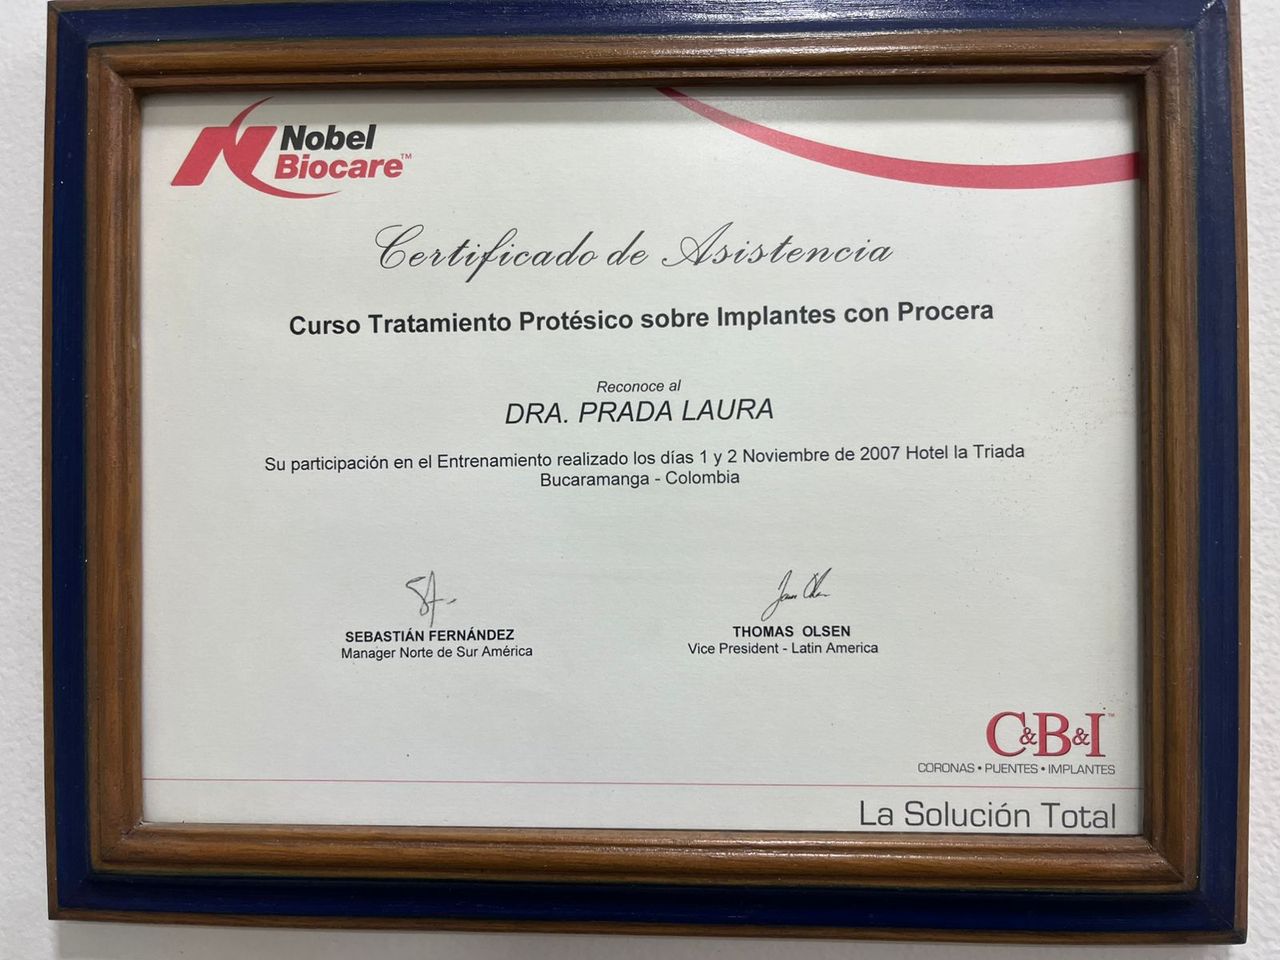 Nobel
Biocare™
Certificado de Asistencia
Curso Tratamiento Protésico sobre Implantes con Procera
Reconoce al
DRA. PRADA LAURA
Su participación en el Entrenamiento realizado los días 1 y 2 Noviembre de 2007 Hotel la Triada
Bucaramanga - Colombia
SEBASTIÁN FERNÁNDEZ
Manager Norte de Sur América
THOMAS OLSEN
Vice President - Latin America
C&B&I™
CORONAS • PUENTES • IMPLANTES
La Solución Total